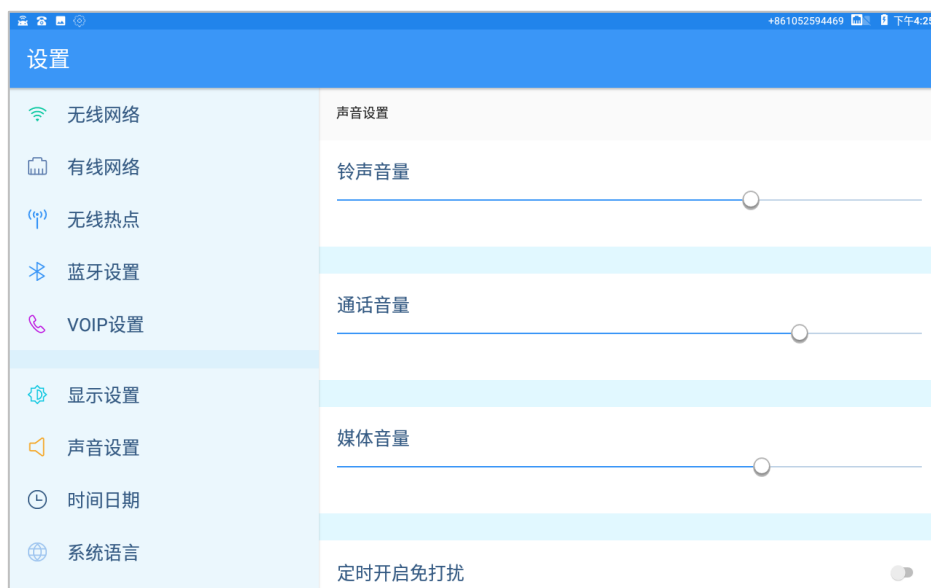 +861052594469 下午4:25
设置
无线网络
有线网络
无线热点
蓝牙设置
VOIP设置
显示设置
声音设置
时间日期
系统语言
声音设置
铃声音量
通话音量
媒体音量
定时开启免打扰